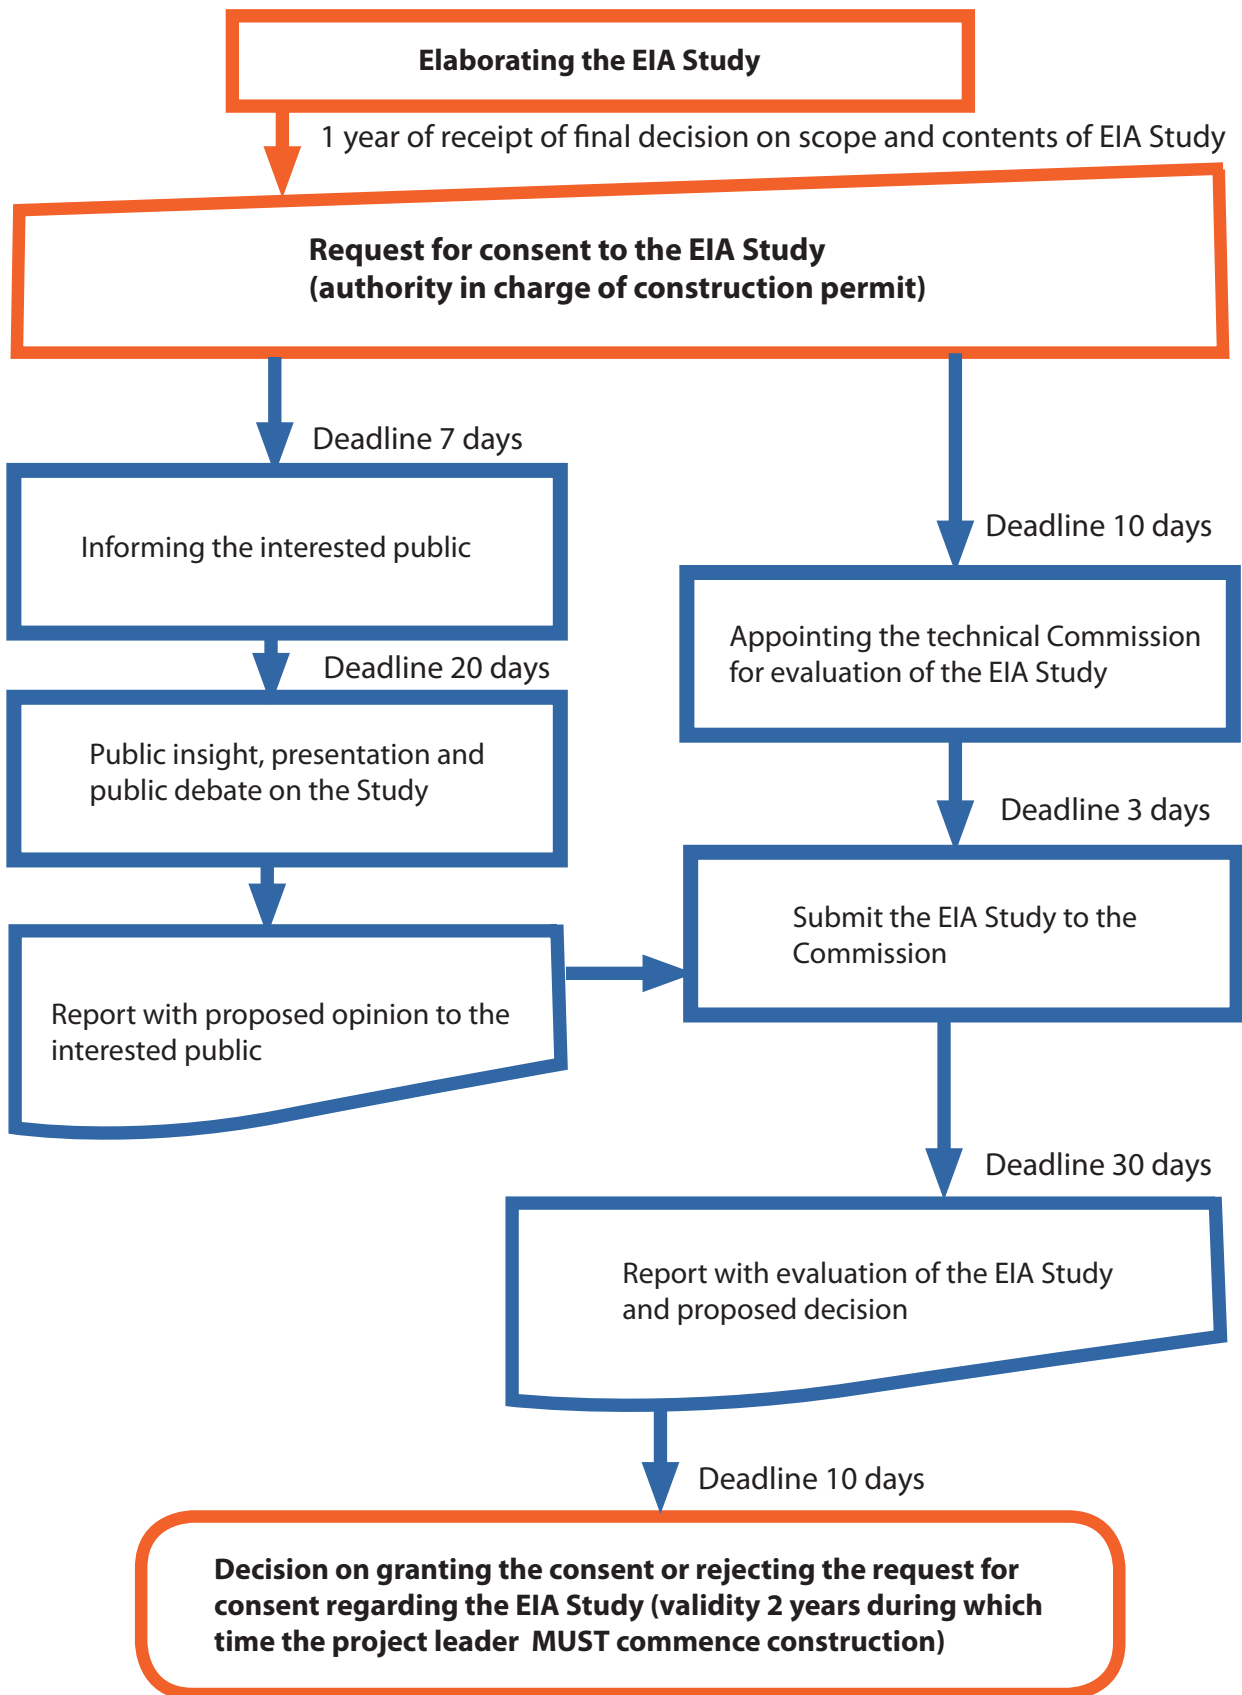 Elaborating the EIA Study
1 year of receipt of final decision on scope and contents of EIA Study
Request for consent to the EIA Study
(authority in charge of construction permit)
Deadline 7 days
Informing the interested public
Deadline 20 days
Public insight, presentation and
public debate on the Study
Report with proposed opinion to the
interested public
Deadline 10 days
Appointing the technical Commission
for evaluation of the EIA Study
Deadline 3 days
Submit the EIA Study to the
Commission
Deadline 30 days
Report with evaluation of the EIA Study
and proposed decision
Deadline 10 days
Decision on granting the consent or rejecting the request for
consent regarding the EIA Study (validity 2 years during which
time the project leader MUST commence construction)